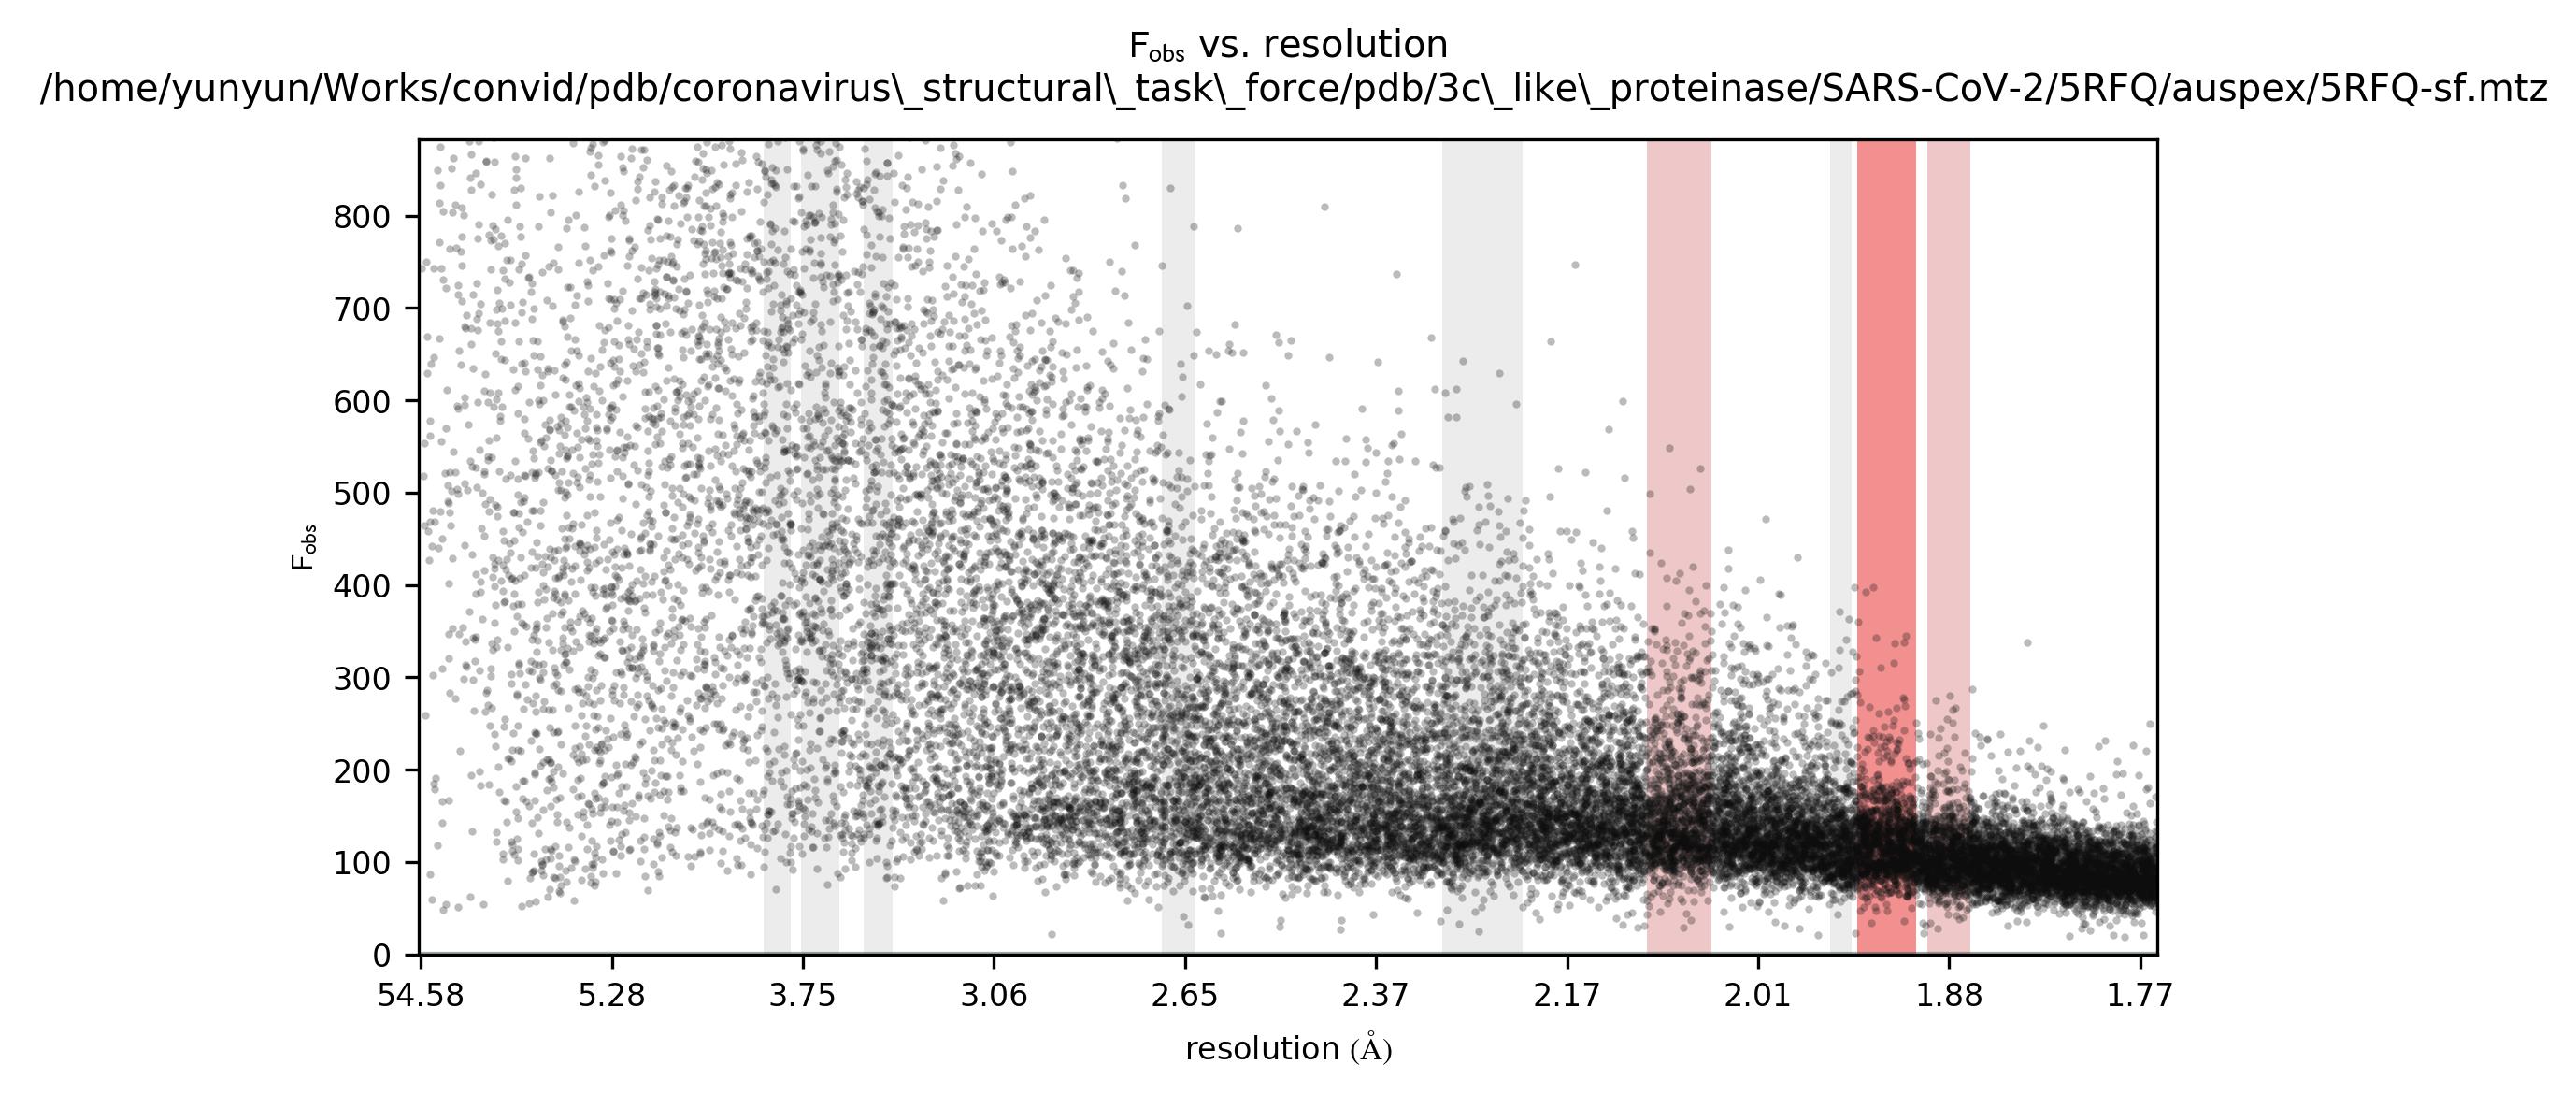 F_obs vs. resolution
/home/yunyun/Works/convid/pdb/coronavirus\_structural\_task\_force/pdb/3c\_like\_proteinase/SARS-CoV-2/5RFQ/auspex/5RFQ-sf.mtz
800
700
600
500
400
300
200
100
0
F_obs
54.58 5.28 3.75 3.06 2.65 2.37 2.17 2.01 1.88 1.77
resolution (Å)